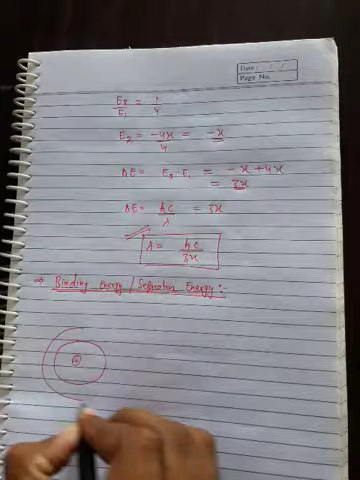 Date : / /
Page No.
E2/E1 = 1/4
E2 = -4x/4 = -x
ΔE = E2 - E1 = -x + 4x
= 3x
ΔE = hc/λ = 3x
λ = hc/3x
⇒ Binding Energy / Separation Energy :-
+